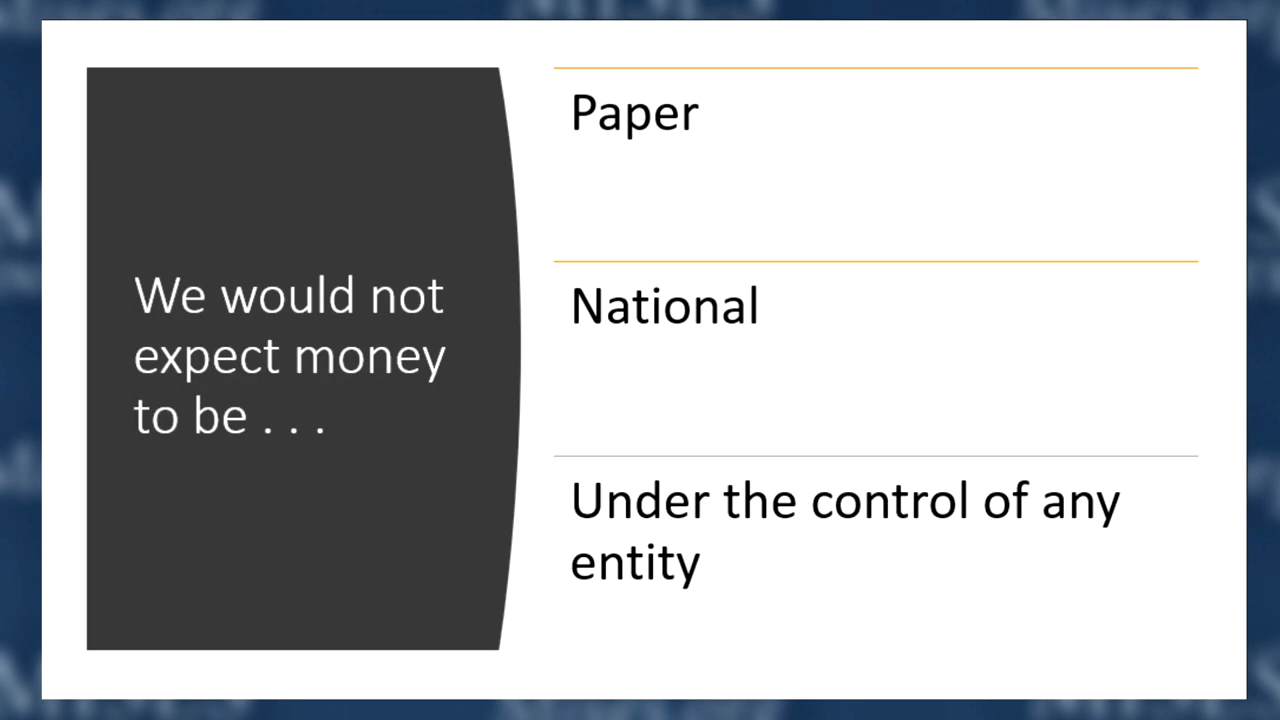 We would not
expect money
to be . . .
Paper
National
Under the control of any
entity